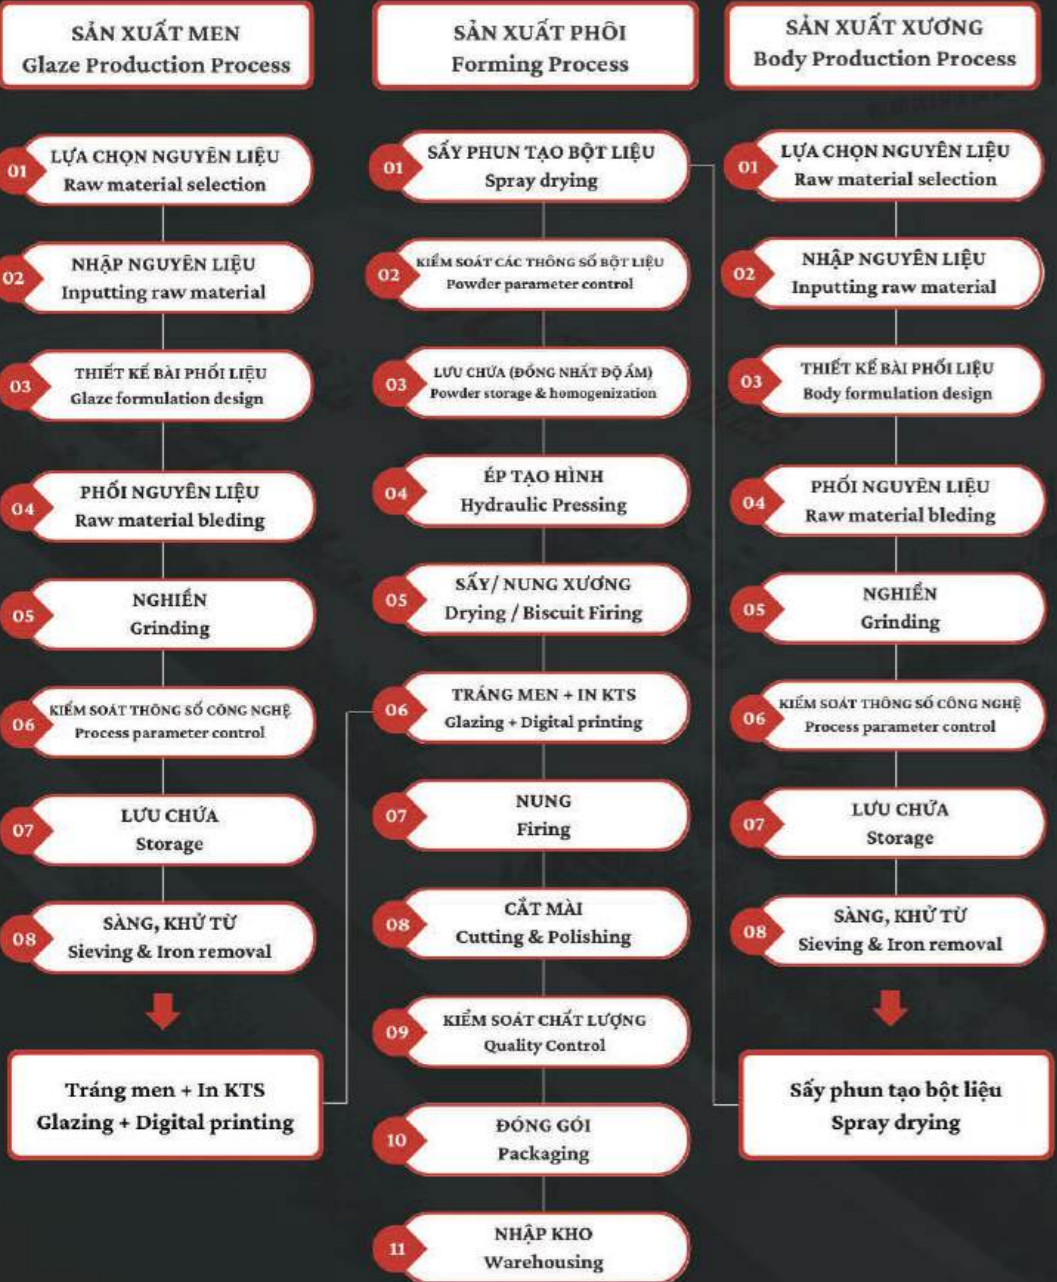 SẢN XUẤT MEN
Glaze Production Process
01
LỰA CHỌN NGUYÊN LIỆU
Raw material selection
02
NHẬP NGUYÊN LIỆU
Inputting raw material
03
THIẾT KẾ BÀI PHỐI LIỆU
Glaze formulation design
04
PHỐI NGUYÊN LIỆU
Raw material bleding
05
NGHIỀN
Grinding
06
KIỂM SOÁT THÔNG SỐ CÔNG NGHỆ
Process parameter control
07
LƯU CHỨA
Storage
08
SÀNG, KHỬ TỪ
Sieving & Iron removal
Tráng men + In KTS
Glazing + Digital printing
SẢN XUẤT PHÔI
Forming Process
01
SẤY PHUN TẠO BỘT LIỆU
Spray drying
02
KIỂM SOÁT CÁC THÔNG SỐ BỘT LIỆU
Powder parameter control
03
LƯU CHỨA (ĐỒNG NHẤT ĐỘ ẨM)
Powder storage & homogenization
04
ÉP TẠO HÌNH
Hydraulic Pressing
05
SẤY/ NUNG XƯƠNG
Drying / Biscuit Firing
06
TRÁNG MEN + IN KTS
Glazing + Digital printing
07
NUNG
Firing
08
CẮT MÀI
Cutting & Polishing
09
KIỂM SOÁT CHẤT LƯỢNG
Quality Control
10
ĐÓNG GÓI
Packaging
11
NHẬP KHO
Warehousing
SẢN XUẤT XƯƠNG
Body Production Process
01
LỰA CHỌN NGUYÊN LIỆU
Raw material selection
02
NHẬP NGUYÊN LIỆU
Inputting raw material
03
THIẾT KẾ BÀI PHỐI LIỆU
Body formulation design
04
PHỐI NGUYÊN LIỆU
Raw material bleding
05
NGHIỀN
Grinding
06
KIỂM SOÁT THÔNG SỐ CÔNG NGHỆ
Process parameter control
07
LƯU CHỨA
Storage
08
SÀNG, KHỬ TỪ
Sieving & Iron removal
Sấy phun tạo bột liệu
Spray drying